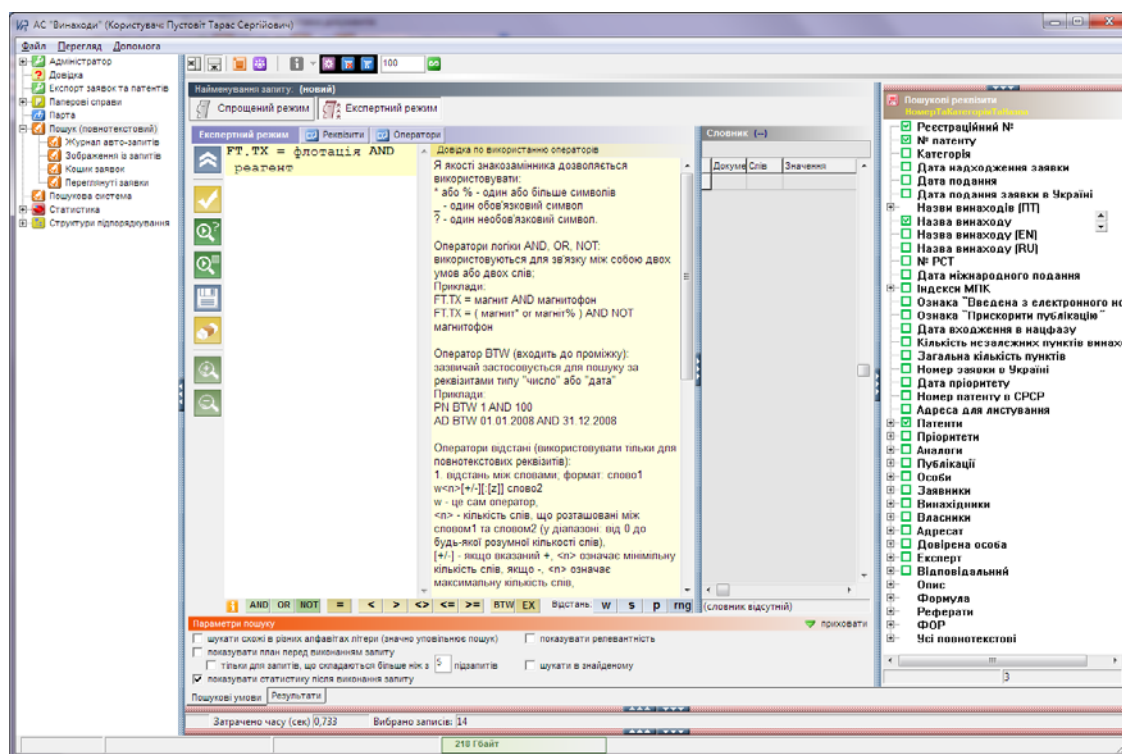 АС "Винаходи" (Користувач: Пустовіт Тарас Сергійович)
Файл Перегляд Допомога
Адміністратор
Довідка
Експорт заявок та патентів
Паперові справи
Парта
Пошук (повнотекстовий)
Журнал авто-запитів
Зображення із запитів
Кошик заявок
Переглянуті заявки
Пошукова система
Статистика
Структури підпорядкування
100
Найменування запиту: (новий)
Спрощений режим Експертний режим
Експертний режим Реквізити Оператори
FT.TX = флотація AND
реагент
Довідка по використанню операторів
Я якості знакозамінника дозволяється
використовувати:
* або % - один або більше символів
_ - один обов'язковий символ
? - один необов'язковий символ.
Оператори логіки AND, OR, NOT:
використовуються для зв'язку між собою двох
умов або двох слів;
Приклади:
FT.TX = магнит AND магнитофон
FT.TX = ( магнит* or магнит% ) AND NOT
магнитофон
Оператор BTW (входить до проміжку):
зазвичай застосовується для пошуку за
реквізитами типу "число" або "дата"
Приклади:
PN BTW 1 AND 100
AD BTW 01.01.2008 AND 31.12.2008
Оператори відстані (використовувати тільки для
повнотекстових реквізитів):
1. відстань між словами; формат: слово1
w<n>[+/-][:[z]] слово2
w - це сам оператор,
<n> - кількість слів, що розташовані між
словом1 та словом2 (у діапазоні: від 0 до
будь-якої розумної кількості слів),
[+/-] - якщо вказаний +, <n> означає мінімальну
кількість слів, якщо -, <n> означає
максимальну кількість слів,
AND OR NOT = < > <> <= >= BTW EX Відстань: w s p rng
Словник (--)
Докуме Слів Значення
(словник відсутній)
Параметри пошуку приховати
шукати схожі в різних алфавітах літери (значно уповільнює пошук) показувати релевантність
показувати план перед виконанням запиту
тільки для запитів, що складаються більше ніж з 5 підзапитів шукати в знайденому
показувати статистику після виконання запиту
Пошукові умови Результати
Затрачено часу (сек) 0,733 Вибрано записів: 14
210 Гбайт
Пошукові реквізити
НомерТаКатегоріяТаНазва
Реєстраційний №
№ патенту
Категорія
Дата надходження заявки
Дата подання
Дата подання заявки в Україні
Назви винаходів (ПТ)
Назва винаходу
Назва винаходу (EN)
Назва винаходу (RU)
№ PCT
Дата міжнародного подання
Індекси МПК
Ознака "Введена з електронного но
Ознака "Прискорити публікацію"
Дата входження в нацфазу
Кількість незалежних пунктів винахо
Загальна кількість пунктів
Номер заявки в Україні
Дата пріоритету
Номер патенту в СРСР
Адреса для листування
Патенти
Пріоритети
Аналоги
Публікації
Особи
Заявники
Винахідники
Власники
Адресат
Довірена особа
Експерт
Відповідальний
Опис
Формула
Реферати
ФОР
Усі повнотекстові
3